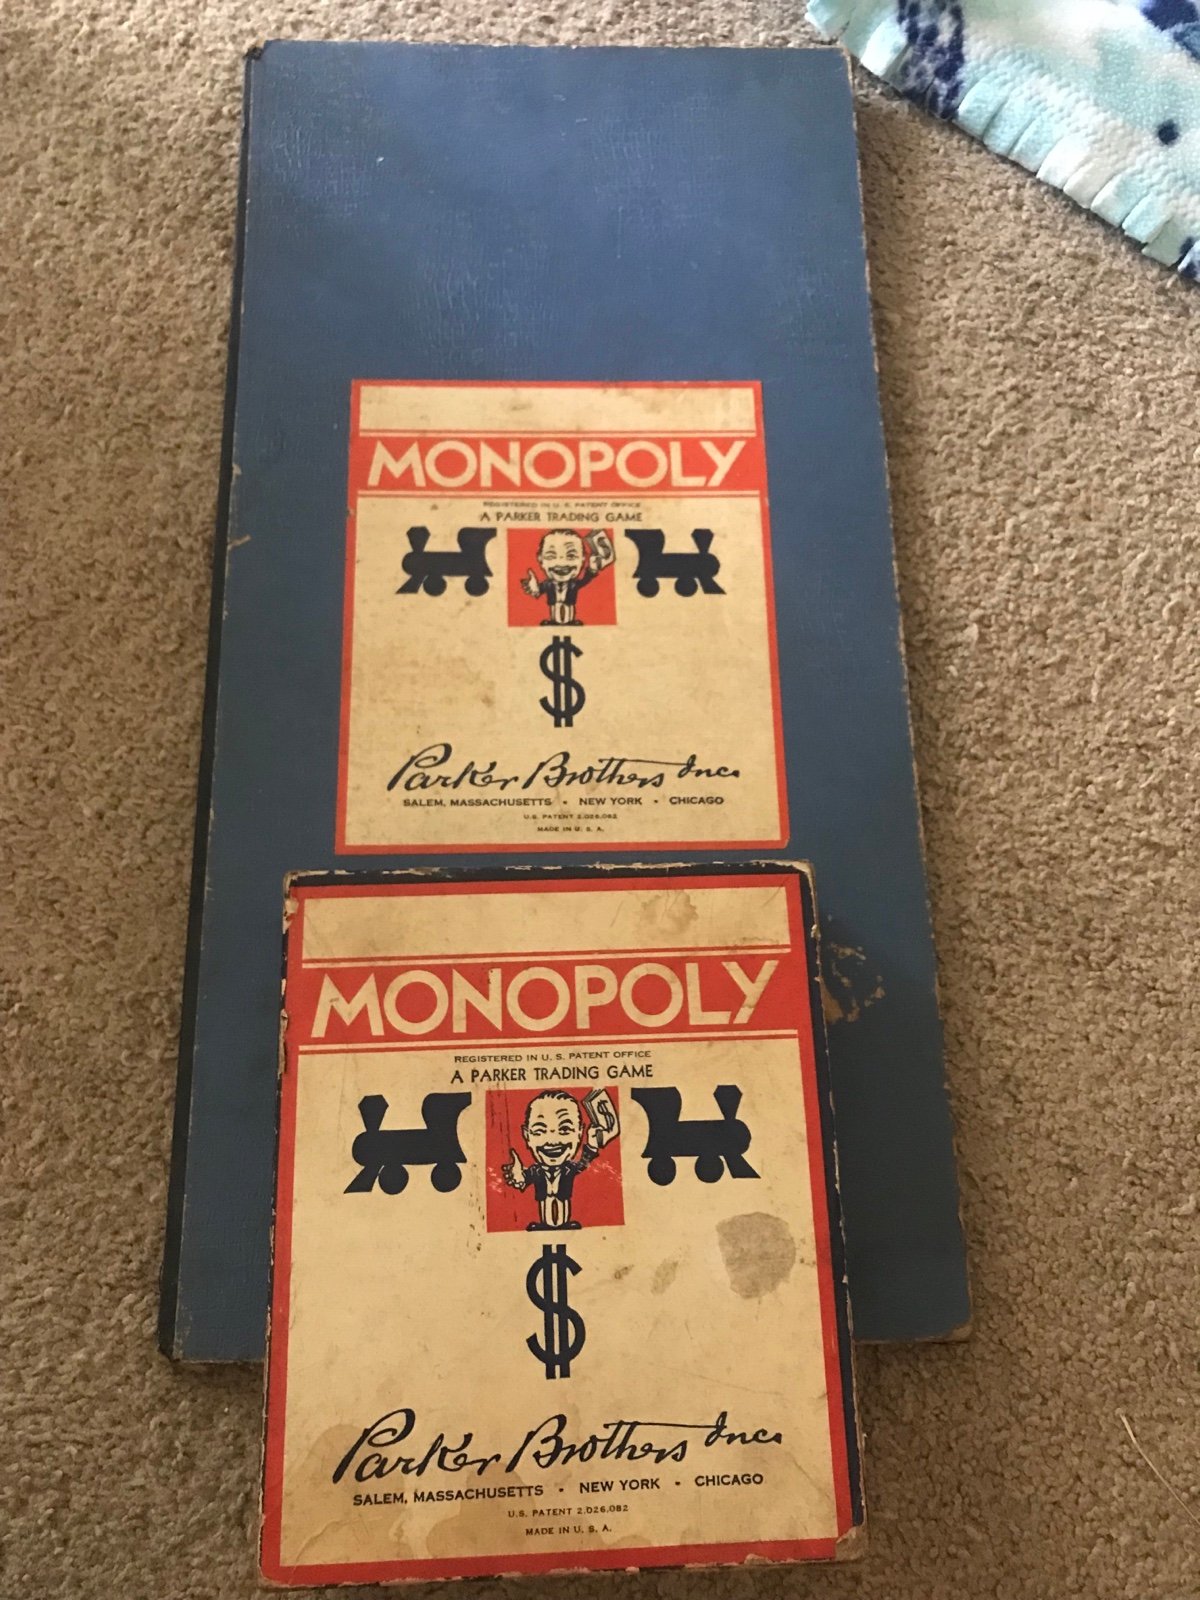 MONOPOLY
REGISTERED IN U. S. PATENT OFFICE
A PARKER TRADING GAME
$
$
Parker Brothers Inc.
SALEM, MASSACHUSETTS • NEW YORK • CHICAGO
U.S. PATENT 2,026,082
MADE IN U. S. A.
MONOPOLY
REGISTERED IN U. S. PATENT OFFICE
A PARKER TRADING GAME
$
$
Parker Brothers Inc.
SALEM, MASSACHUSETTS • NEW YORK • CHICAGO
U.S. PATENT 2,026,082
MADE IN U. S. A.